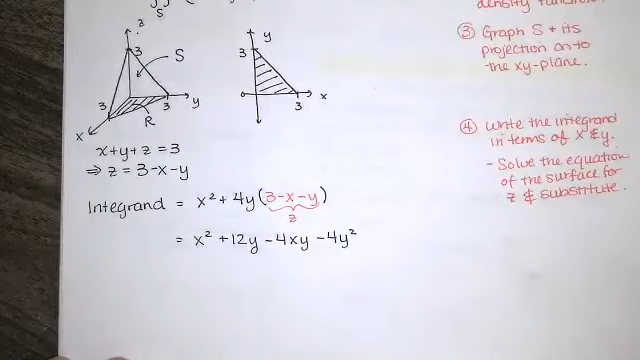 S
density function.
z
3
S
3
3
y
x
R
y
3
3
x
③ Graph S + its
projection onto
the xy-plane.
x+y+z = 3
⇒ z = 3-x-y
④ Write the integrand
in terms of x & y.
- Solve the equation
of the surface for
z & substitute.
Integrand = x² + 4y (3-x-y)
z
= x² + 12y - 4xy - 4y²